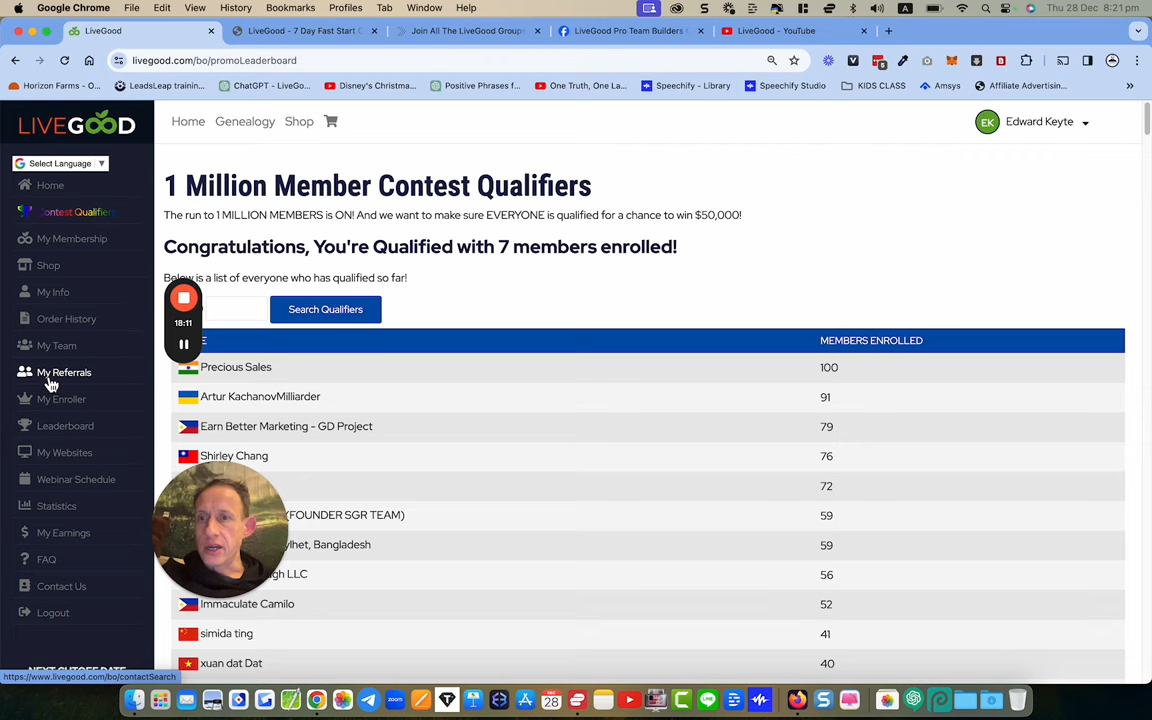 Google Chrome File Edit View History Bookmarks Profiles Tab Window Help A Thu 28 Dec 8:21 pm
LiveGood LiveGood - 7 Day Fast Start C Join All The LiveGood Groups LiveGood Pro Team Builders LiveGood - YouTube
livegood.com/bo/promoLeaderboard
Horizon Farms - O... LeadsLeap trainin... ChatGPT - LiveGo... Disney's Christma... Positive Phrases f... One Truth, One La... Speechify - Library Speechify Studio KIDS CLASS Amsys Affiliate Advertisin...
LIVEGOOD
Home Genealogy Shop
EK Edward Keyte
Select Language
Home
Contest Qualifiers
My Membership
Shop
My Info
Order History
My Team
My Referrals
My Enroller
Leaderboard
My Websites
Webinar Schedule
Statistics
My Earnings
FAQ
Contact Us
Logout
NEXT CUTOFF DATE
https://www.livegood.com/bo/contactSearch
1 Million Member Contest Qualifiers
The run to 1 MILLION MEMBERS is ON! And we want to make sure EVERYONE is qualified for a chance to win $50,000!
Congratulations, You're Qualified with 7 members enrolled!
Below is a list of everyone who has qualified so far!
Search Qualifiers
18:11
MEMBERS ENROLLED
Precious Sales 100
Artur KachanovMilliarder 91
Earn Better Marketing - GD Project 79
Shirley Chang 76
72
(FOUNDER SGR TEAM) 59
Bangladesh 59
LLC 56
Immaculate Camilo 52
simida ting 41
xuan dat Dat 40
DEC 28
zoom
LINE